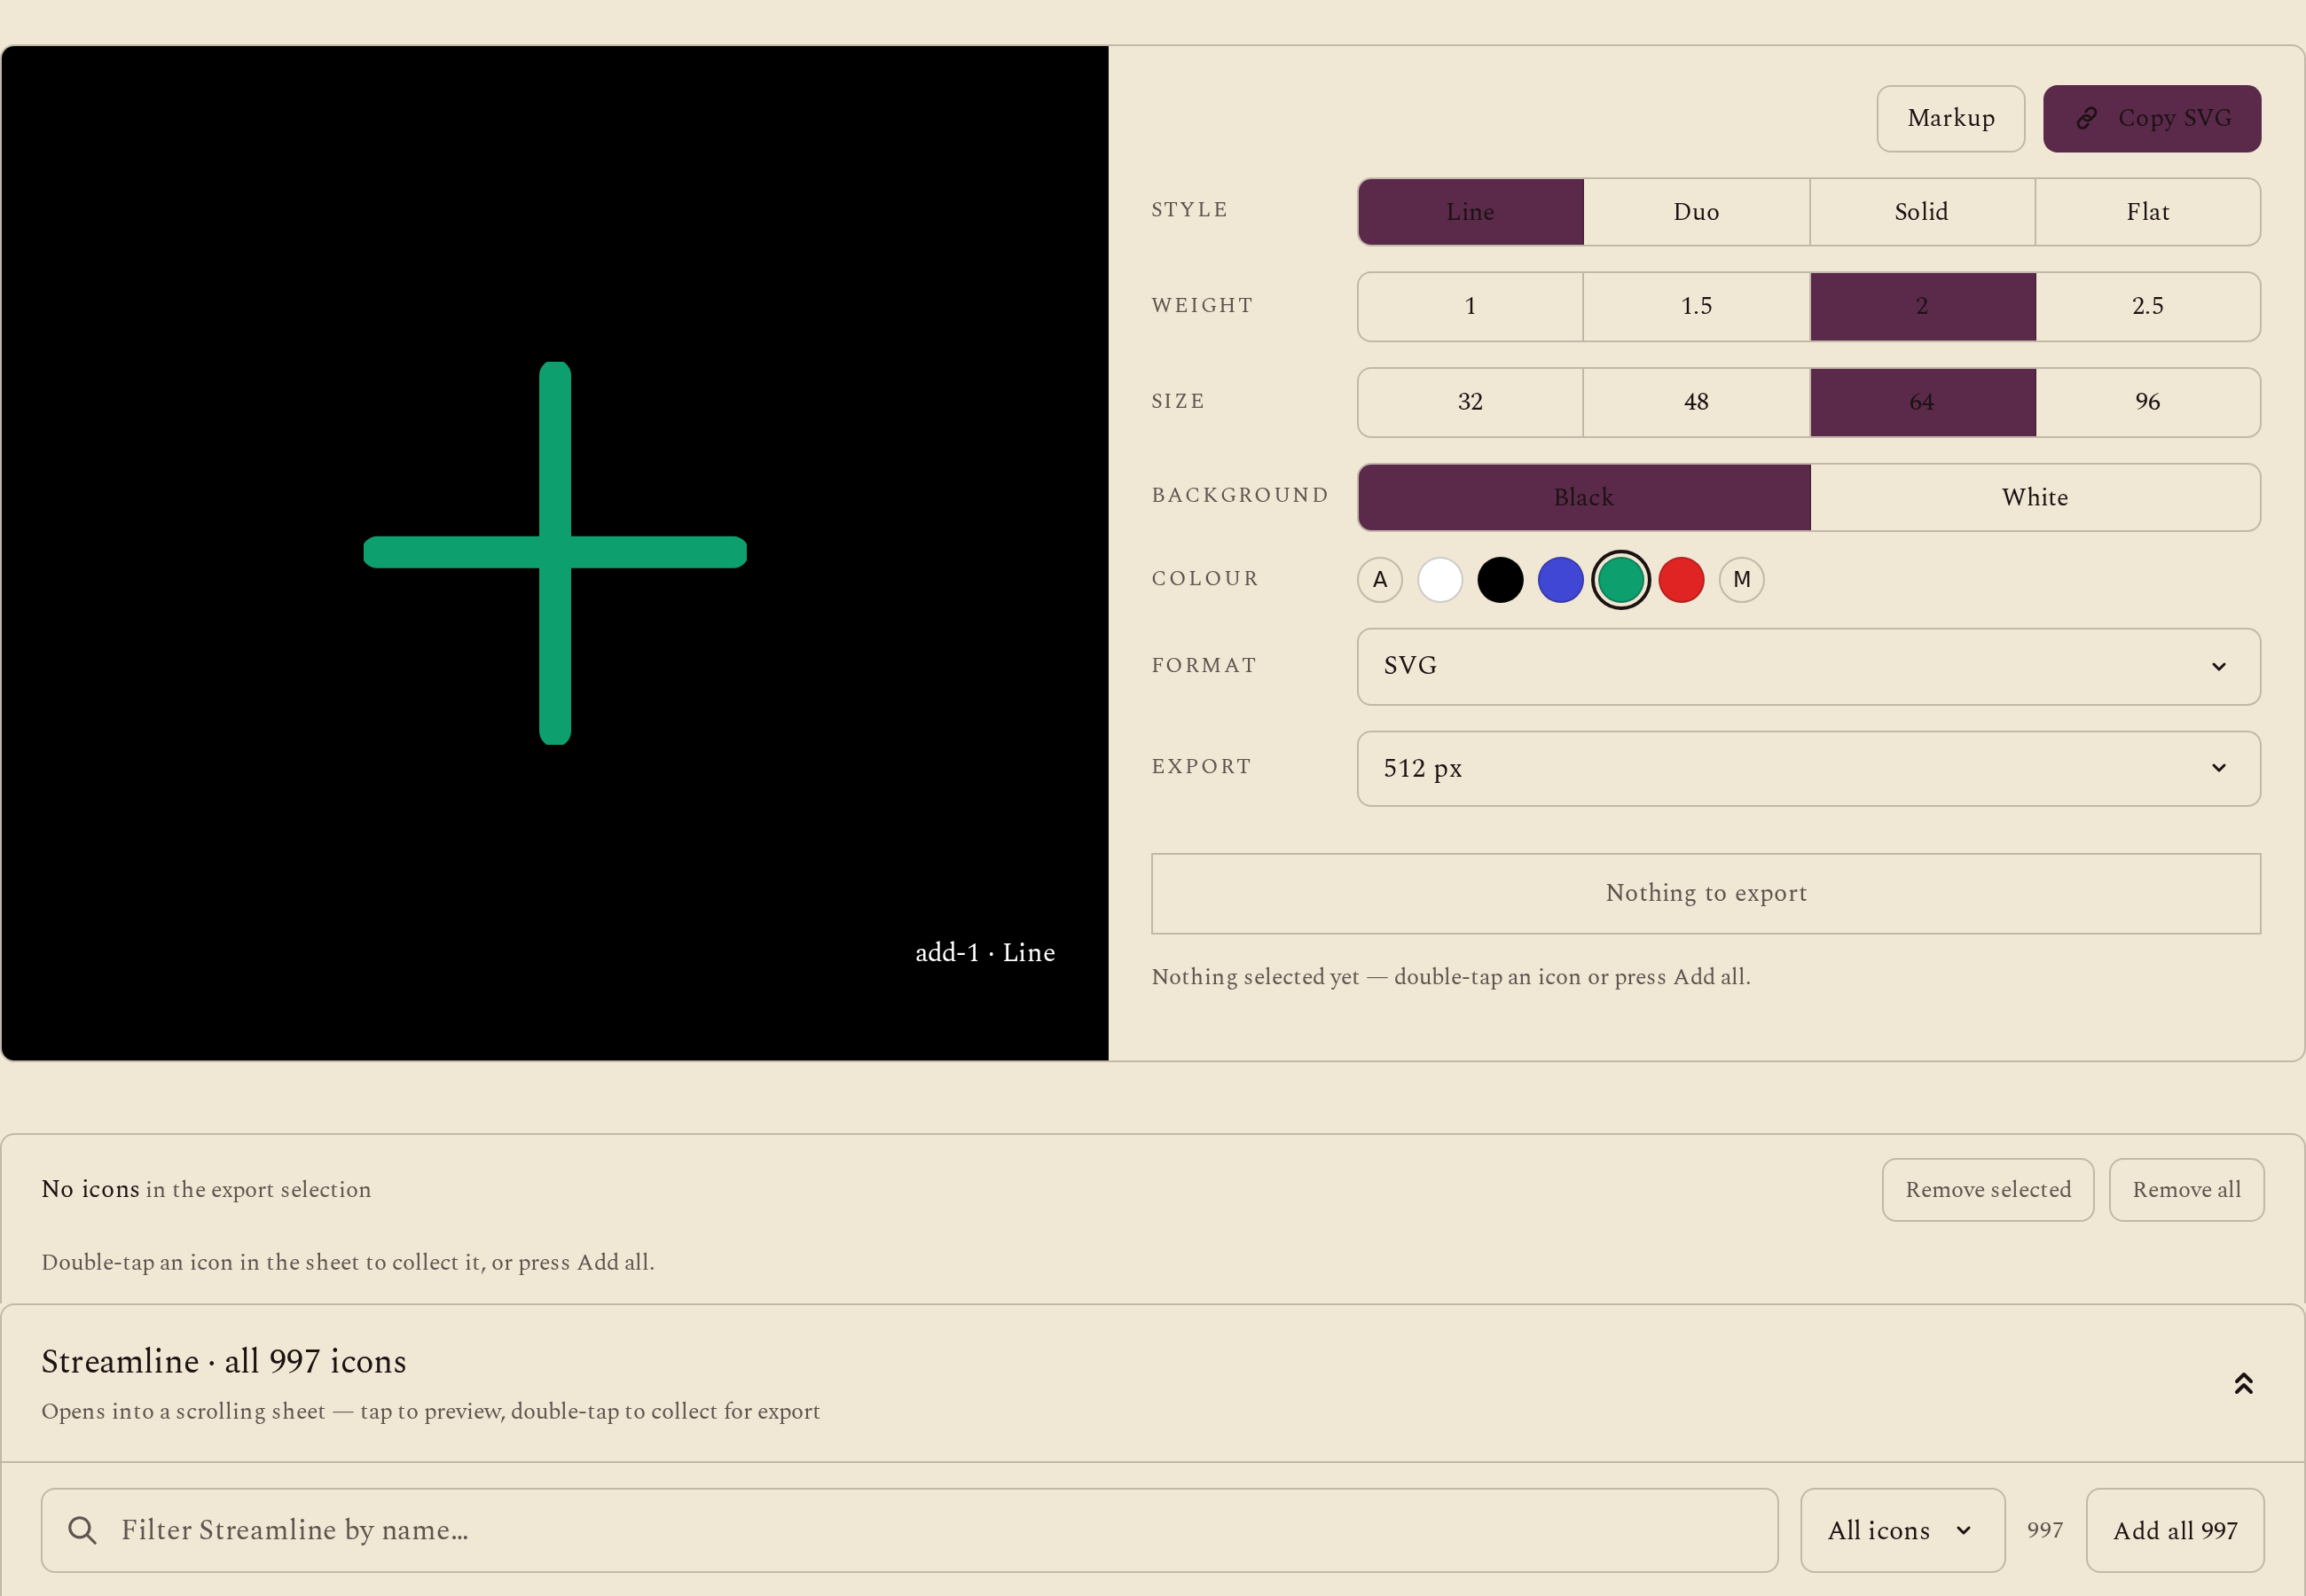 Markup
Copy SVG
STYLE
Line
Duo
Solid
Flat
WEIGHT
1
1.5
2
2.5
SIZE
32
48
64
96
BACKGROUND
Black
White
COLOUR
A
M
FORMAT
SVG
EXPORT
512 px
Nothing to export
Nothing selected yet — double-tap an icon or press Add all.
add-1 · Line
No icons in the export selection
Remove selected
Remove all
Double-tap an icon in the sheet to collect it, or press Add all.
Streamline · all 997 icons
Opens into a scrolling sheet — tap to preview, double-tap to collect for export
Filter Streamline by name...
All icons
997
Add all 997